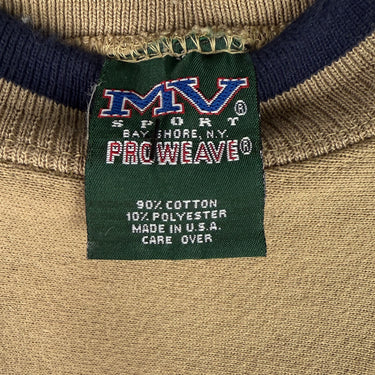 MV®
SPORT
BAY SHORE, N.Y.
PROWEAVE®
90% COTTON
10% POLYESTER
MADE IN U.S.A.
CARE OVER